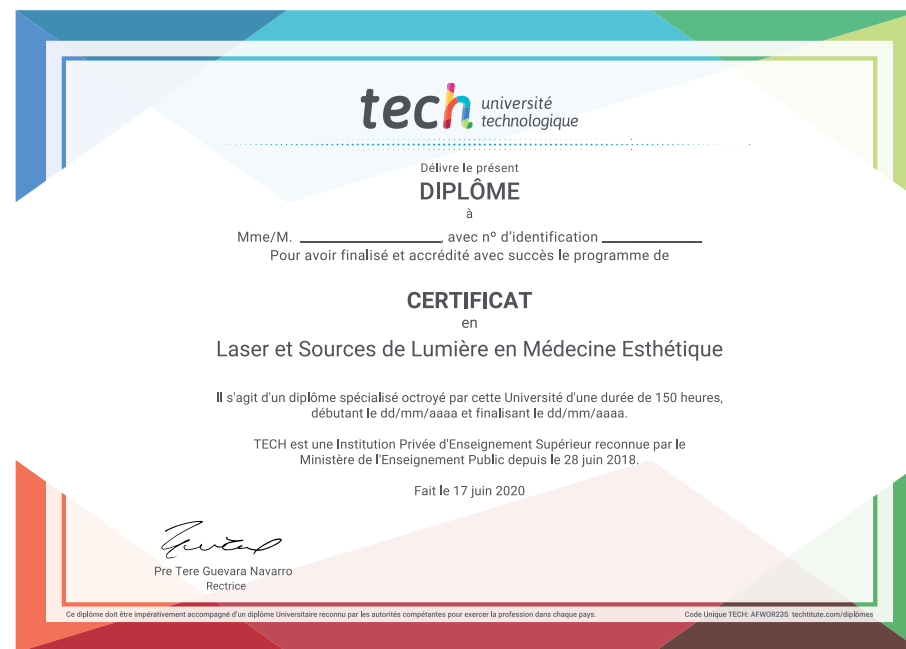 tech université
technologique
Délivre le présent
DIPLÔME
à
Mme/M. ____________________, avec nº d'identification ______________
Pour avoir finalisé et accrédité avec succès le programme de
CERTIFICAT
en
Laser et Sources de Lumière en Médecine Esthétique
Il s'agit d'un diplôme spécialisé octroyé par cette Université d'une durée de 150 heures,
débutant le dd/mm/aaaa et finalisant le dd/mm/aaaa.
TECH est une Institution Privée d'Enseignement Supérieur reconnue par le
Ministère de l'Enseignement Public depuis le 28 juin 2018.
Fait le 17 juin 2020
Pre Tere Guevara Navarro
Rectrice
Ce diplôme doit être impérativement accompagné d'un diplôme Universitaire reconnu par les autorités compétantes pour exercer la profession dans chaque pays.
Code Unique TECH: AFWOR23S techtitute.com/diplômes